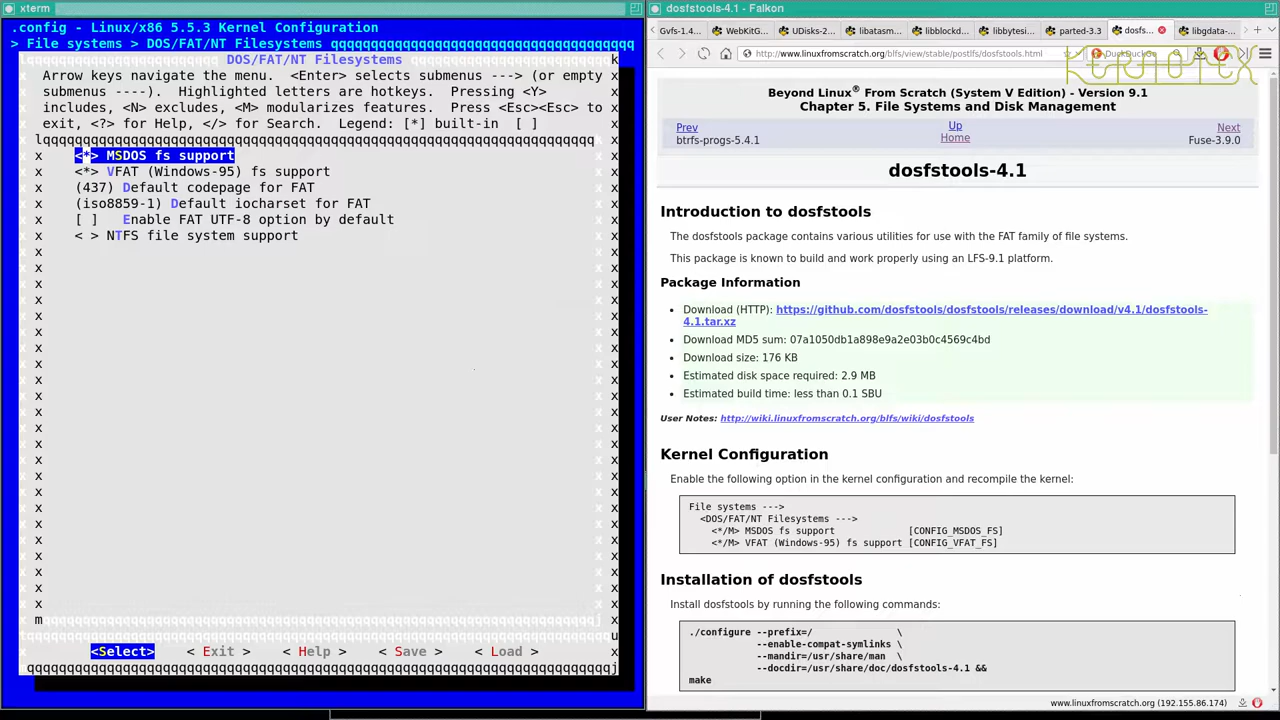 xterm
.config - Linux/x86 5.5.3 Kernel Configuration
> File systems > DOS/FAT/NT Filesystems qqqqqqqqqqqqqqqqqqqqqqqqqqqqqqqqqqqqqq
DOS/FAT/NT Filesystems
Arrow keys navigate the menu. <Enter> selects submenus ---> (or empty
submenus ----). Highlighted letters are hotkeys. Pressing <Y>
includes, <N> excludes, <M> modularizes features. Press <Esc><Esc> to
exit, <?> for Help, </> for Search. Legend: [*] built-in [ ]
<*> MSDOS fs support
<*> VFAT (Windows-95) fs support
(437) Default codepage for FAT
(iso8859-1) Default iocharset for FAT
[ ] Enable FAT UTF-8 option by default
< > NTFS file system support
<Select> < Exit > < Help > < Save > < Load >
dosfstools-4.1 - Falkon
Gvfs-1.4... WebKitG... UDisks-2... libatasm... libblockd... libbytesi... parted-3.3 dosfs... libgdata-...
http://www.linuxfromscratch.org/blfs/view/stable/postlfs/dosfstools.html DuckDuckGo
KERNOTEX
Beyond Linux® From Scratch (System V Edition) - Version 9.1
Chapter 5. File Systems and Disk Management
Prev Up Next
btrfs-progs-5.4.1 Home Fuse-3.9.0
dosfstools-4.1
Introduction to dosfstools
The dosfstools package contains various utilities for use with the FAT family of file systems.
This package is known to build and work properly using an LFS-9.1 platform.
Package Information
• Download (HTTP): https://github.com/dosfstools/dosfstools/releases/download/v4.1/dosfstools-
4.1.tar.xz
• Download MD5 sum: 07a1050db1a898e9a2e03b0c4569c4bd
• Download size: 176 KB
• Estimated disk space required: 2.9 MB
• Estimated build time: less than 0.1 SBU
User Notes: http://wiki.linuxfromscratch.org/blfs/wiki/dosfstools
Kernel Configuration
Enable the following option in the kernel configuration and recompile the kernel:
File systems --->
<DOS/FAT/NT Filesystems --->
<*/M> MSDOS fs support [CONFIG_MSDOS_FS]
<*/M> VFAT (Windows-95) fs support [CONFIG_VFAT_FS]
Installation of dosfstools
Install dosfstools by running the following commands:
./configure --prefix=/ \
--enable-compat-symlinks \
--mandir=/usr/share/man \
--docdir=/usr/share/doc/dosfstools-4.1 &&
make
www.linuxfromscratch.org (192.155.86.174)